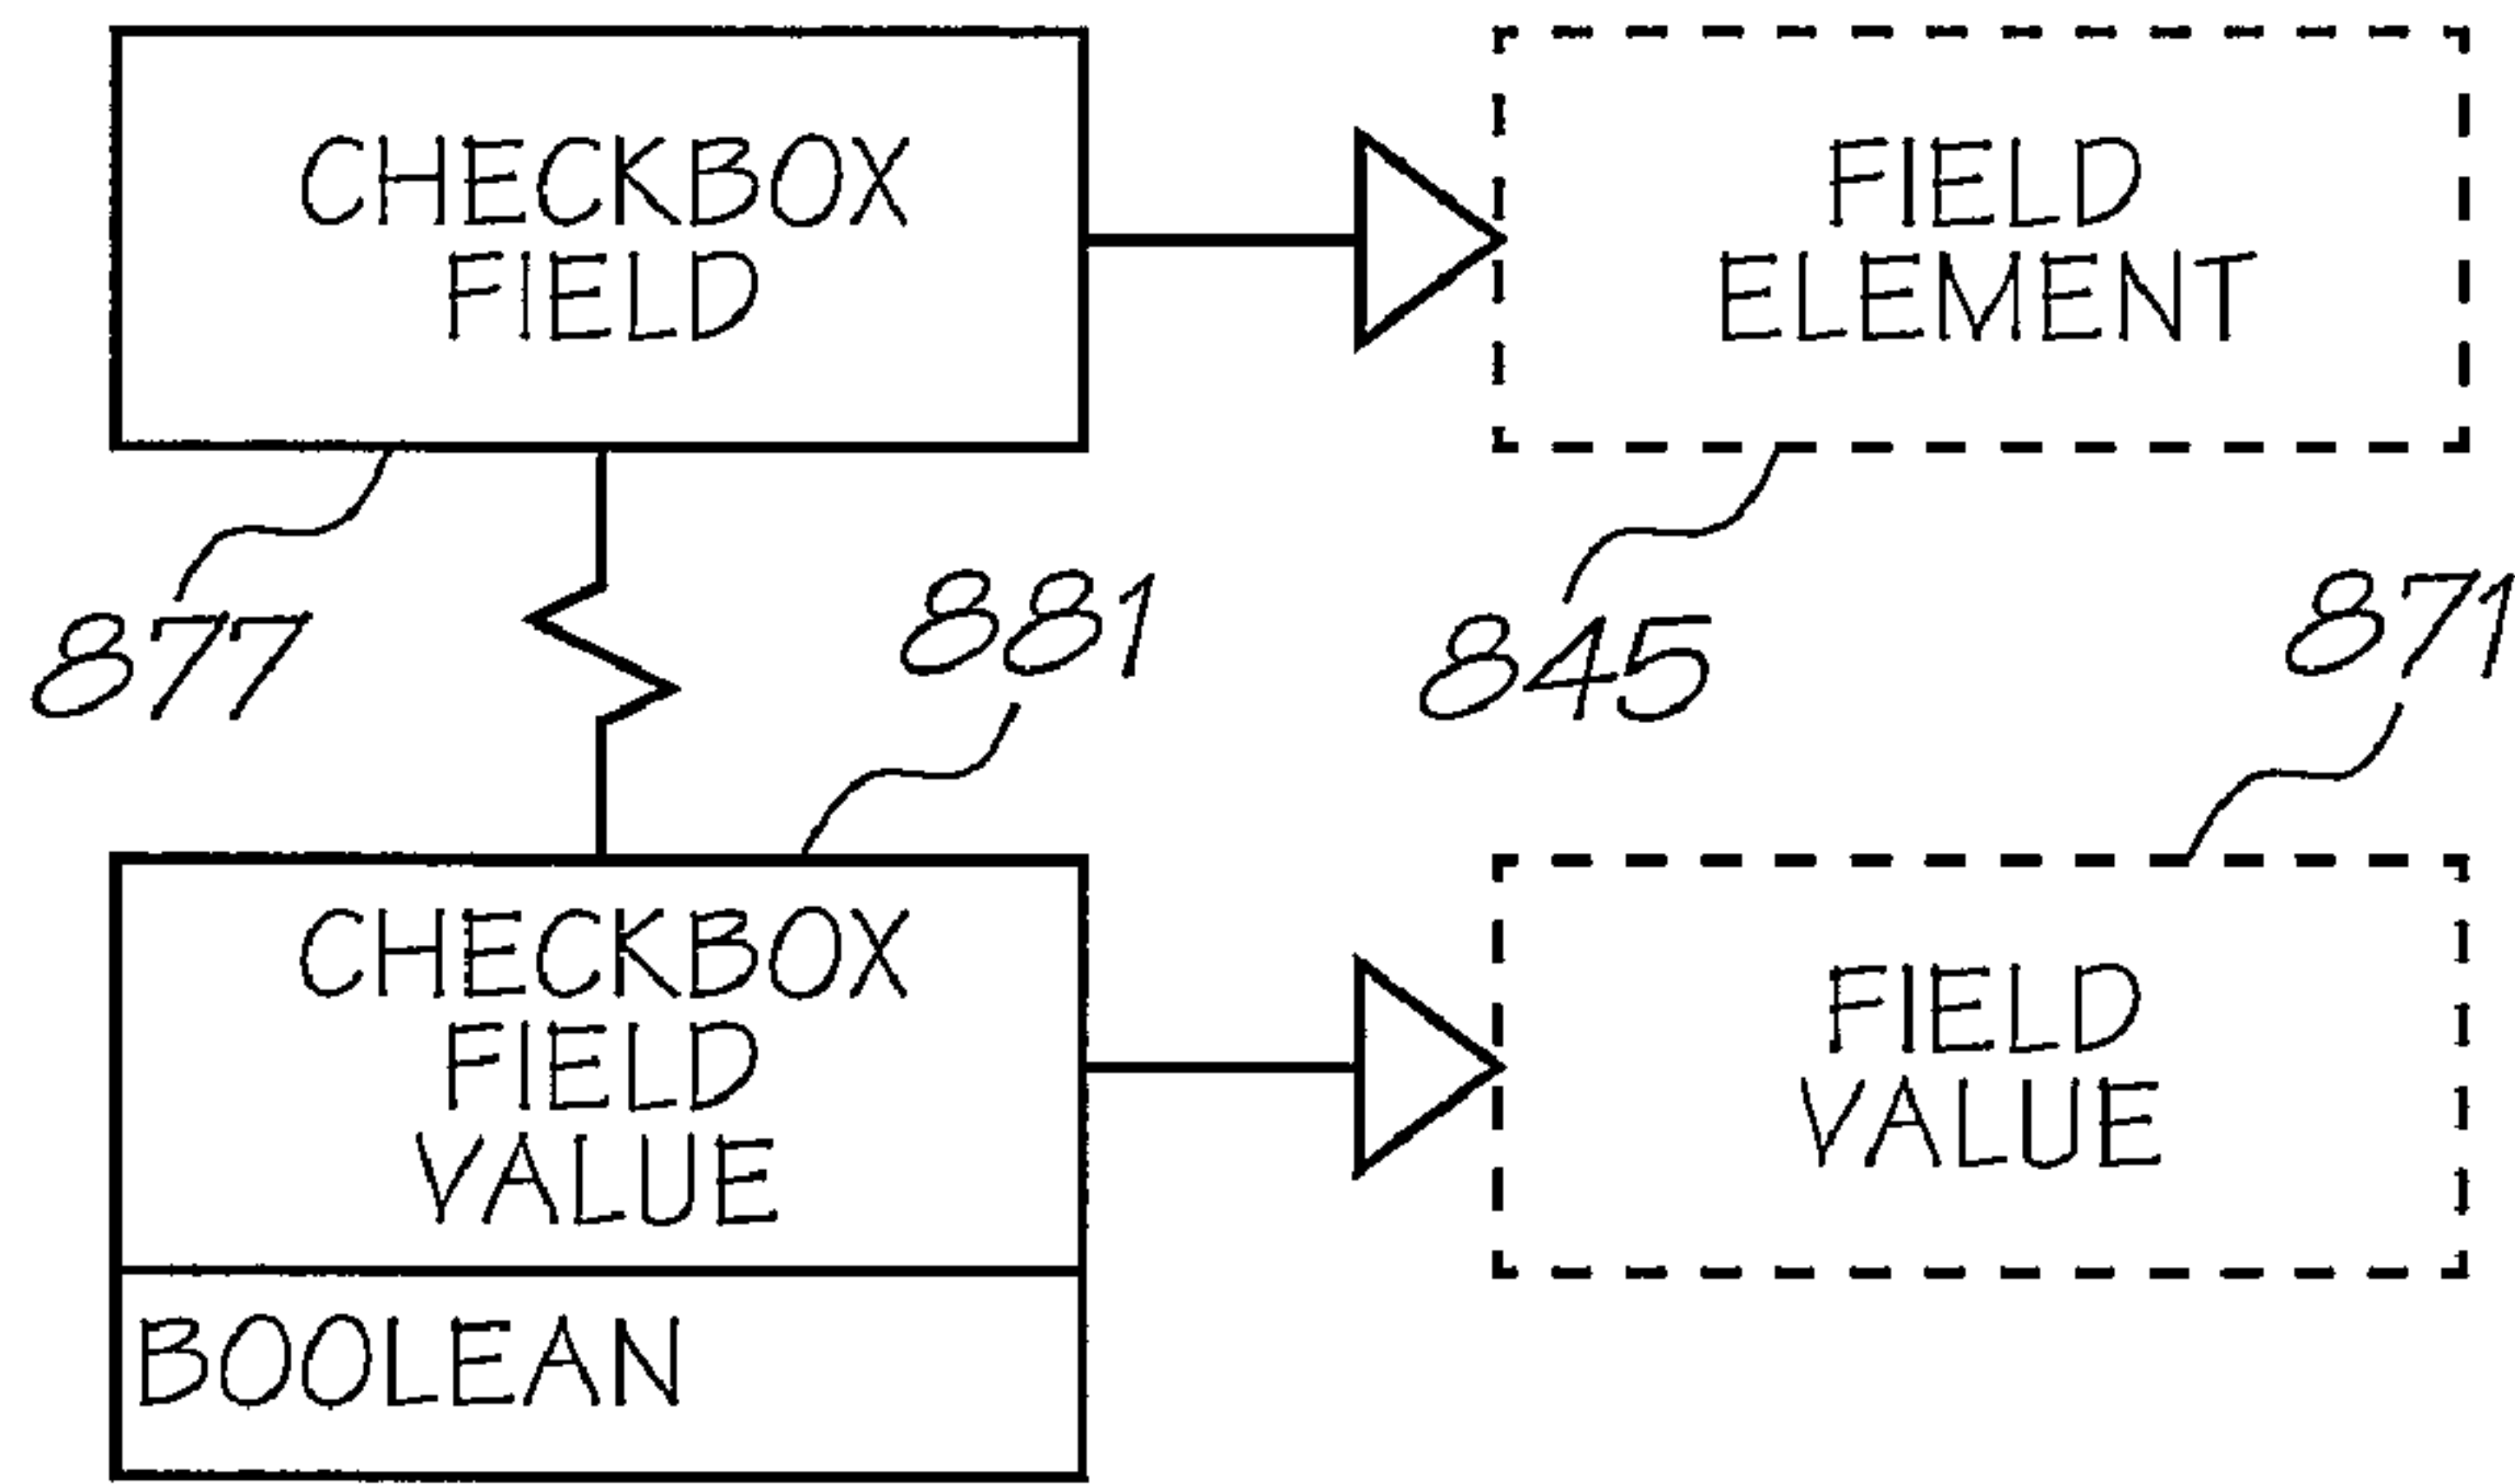 CHECKBOX
FIELD
FIELD
ELEMENT
877
881
845
871
CHECKBOX
FIELD
VALUE
BOOLEAN
FIELD
VALUE